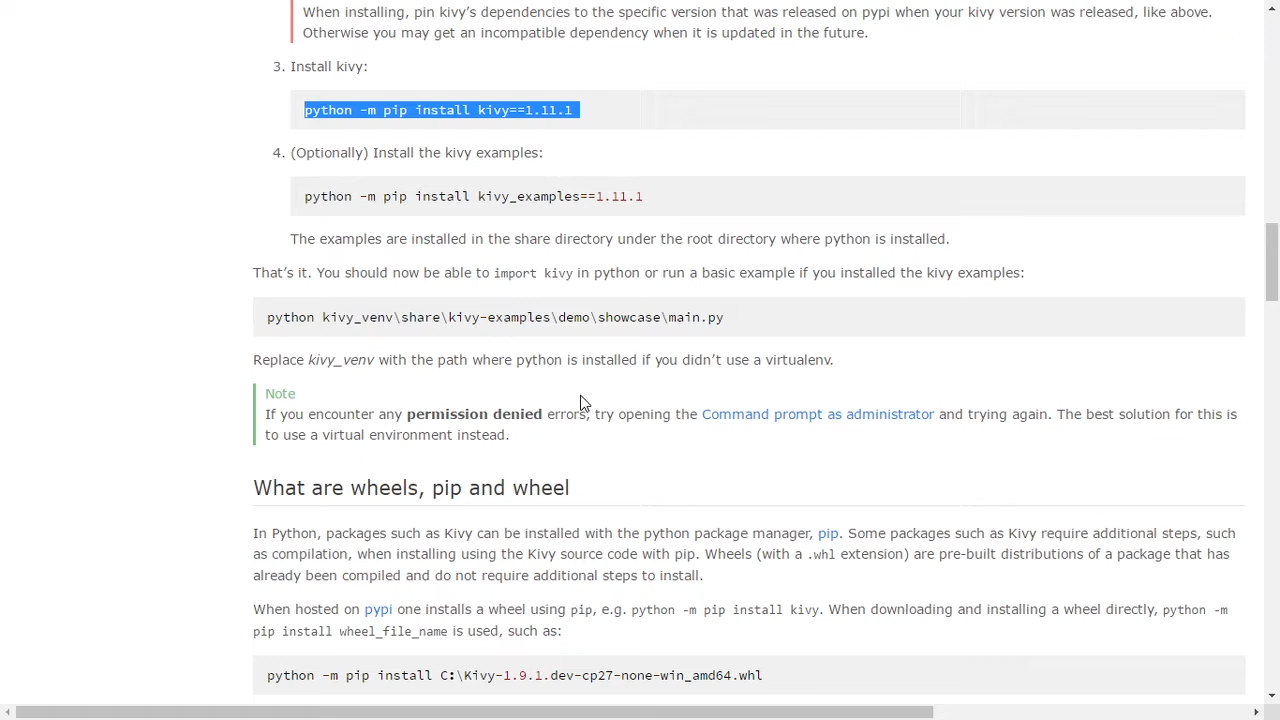 When installing, pin kivy’s dependencies to the specific version that was released on pypi when your kivy version was released, like above.
Otherwise you may get an incompatible dependency when it is updated in the future.
3. Install kivy:
python -m pip install kivy==1.11.1
4. (Optionally) Install the kivy examples:
python -m pip install kivy_examples==1.11.1
The examples are installed in the share directory under the root directory where python is installed.
That’s it. You should now be able to import kivy in python or run a basic example if you installed the kivy examples:
python kivy_venv\share\kivy-examples\demo\showcase\main.py
Replace kivy_venv with the path where python is installed if you didn’t use a virtualenv.
Note
If you encounter any permission denied errors, try opening the Command prompt as administrator and trying again. The best solution for this is
to use a virtual environment instead.
What are wheels, pip and wheel
In Python, packages such as Kivy can be installed with the python package manager, pip. Some packages such as Kivy require additional steps, such
as compilation, when installing using the Kivy source code with pip. Wheels (with a .whl extension) are pre-built distributions of a package that has
already been compiled and do not require additional steps to install.
When hosted on pypi one installs a wheel using pip, e.g. python -m pip install kivy. When downloading and installing a wheel directly, python -m
pip install wheel_file_name is used, such as:
python -m pip install C:\Kivy-1.9.1.dev-cp27-none-win_amd64.whl